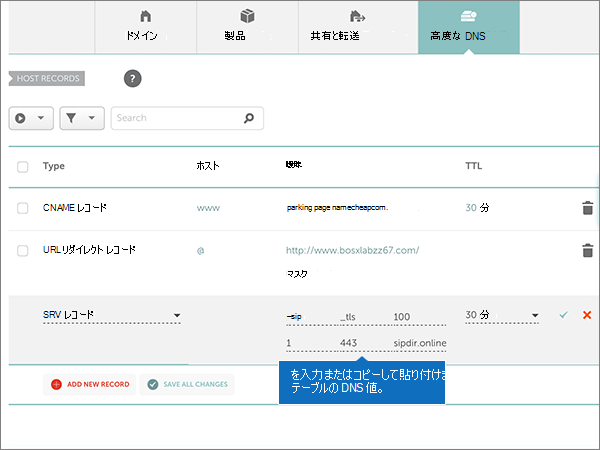 ドメイン
製品
共有と転送
高度な DNS
HOST RECORDS
?
Search
Type
ホスト
TTL
CNAME レコード
www
parking page namecheapcom.
30 分
URLリダイレクト レコード
@
http://www.bosxlabzz67.com/
マスク
SRV レコード
_tls
100
30 分
1
443
sipdir.online
ADD NEW RECORD
SAVE ALL CHANGES
を入力またはコピーして貼り付けま
テーブルの DNS 値。